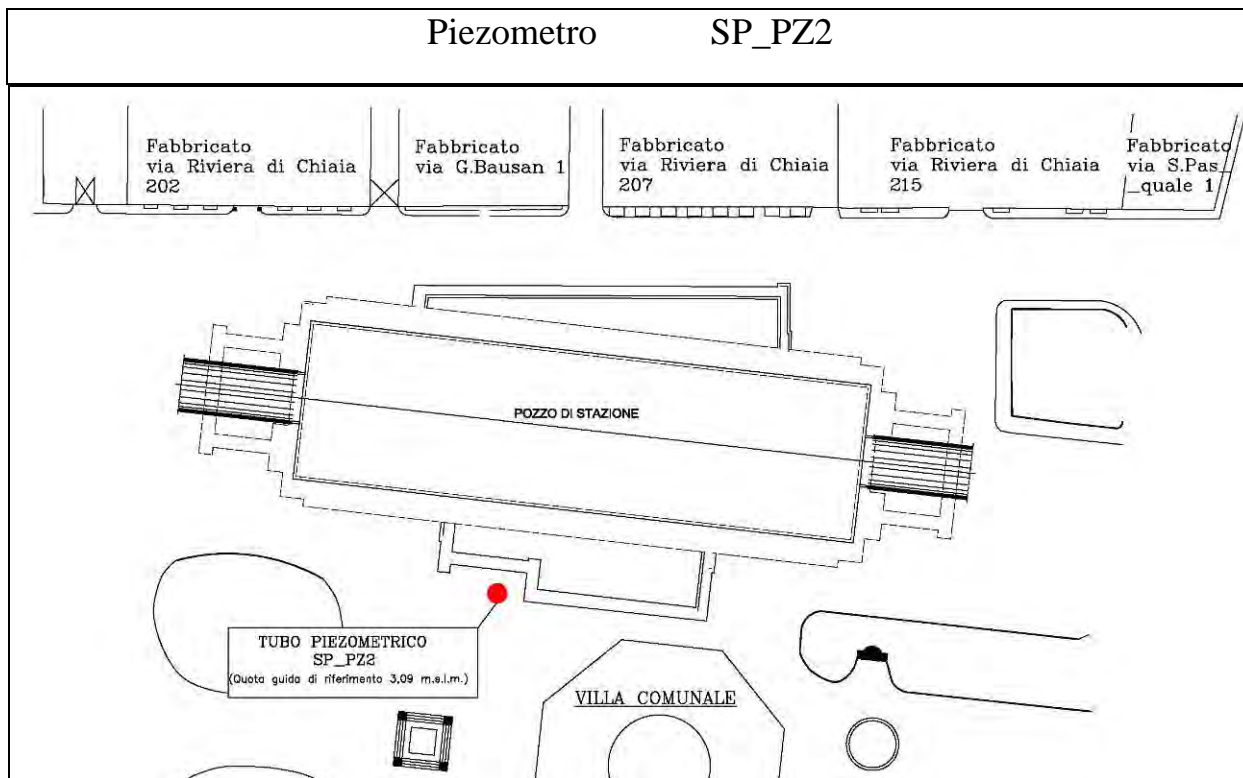 Piezometro SP_PZ2
Fabbricato
via Riviera di Chiaia
202
Fabbricato
via G.Bausan 1
Fabbricato
via Riviera di Chiaia
207
Fabbricato
via Riviera di Chiaia
215
Fabbricato
via S.Pas_
_quale 1
POZZO DI STAZIONE
TUBO PIEZOMETRICO
SP_PZ2
(Quota guida di riferimento 3,09 m.s.l.m.)
VILLA COMUNALE